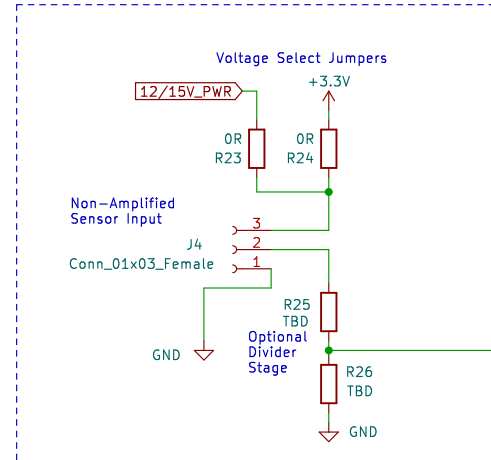 Voltage Select Jumpers
+3.3V
12/15V_PWR
0R
R23
0R
R24
Non-Amplified
Sensor Input
3
J4
2
Conn_01x03_Female
1
R25
TBD
Optional
Divider
Stage
GND
R26
TBD
GND